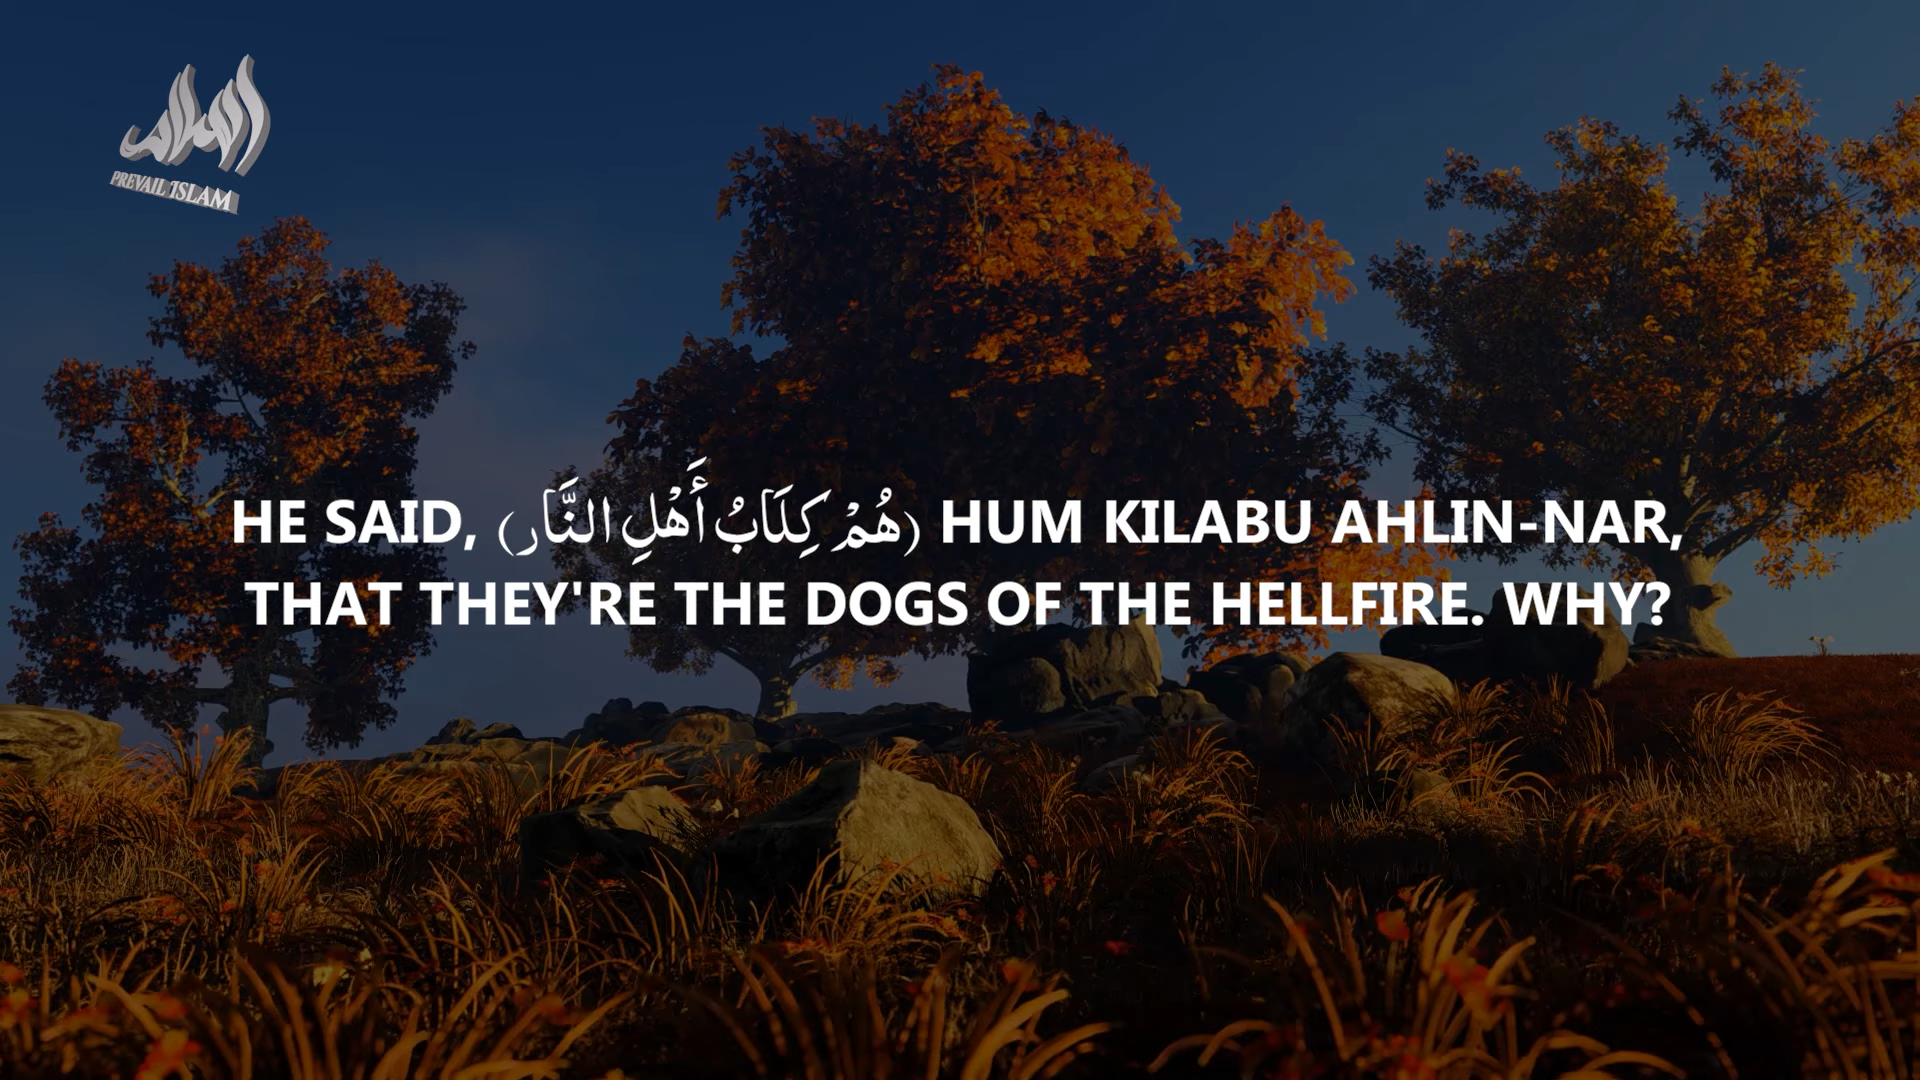 السلام
PREVAIL ISLAM
HE SAID, (هُمْ كِلَابُ أَهْلِ النَّار) HUM KILABU AHLIN-NAR,
THAT THEY'RE THE DOGS OF THE HELLFIRE. WHY?